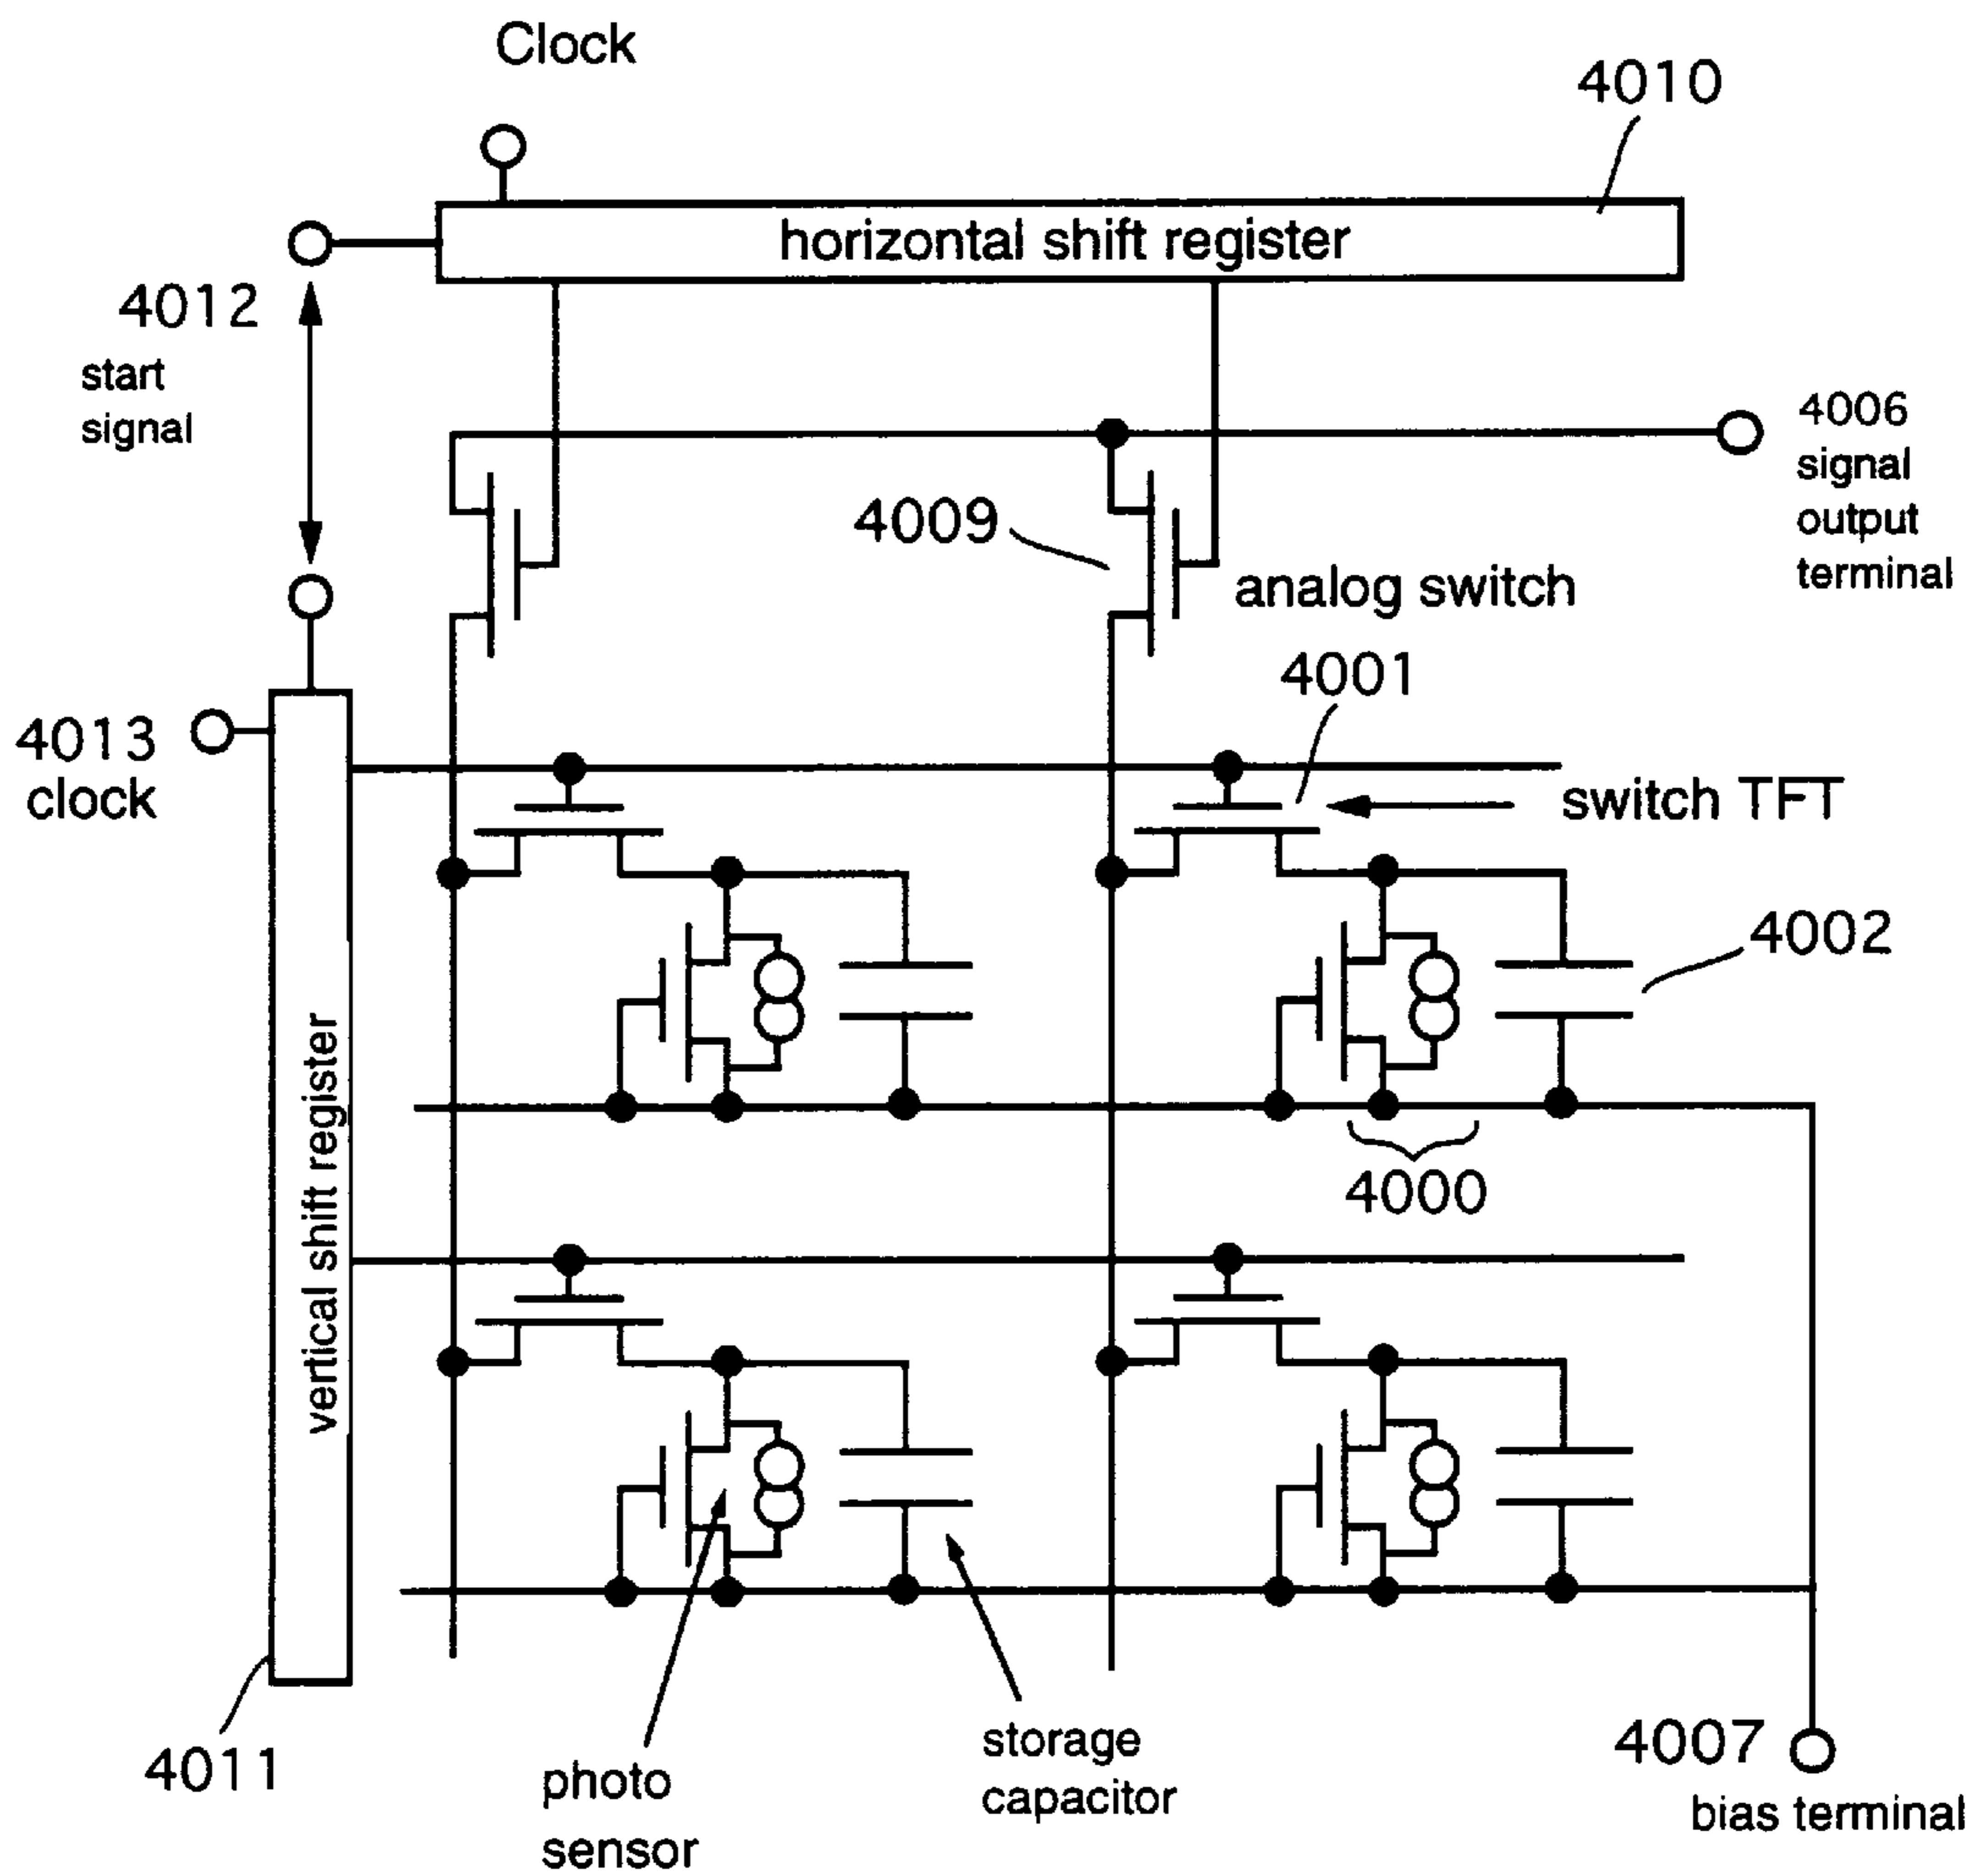 Clock
4010
horizontal shift register
4012
start
signal
4006
signal
output
terminal
4009
analog switch
4001
4013
clock
switch TFT
4002
vertical shift register
4000
4011
photo
sensor
storage
capacitor
4007
bias terminal